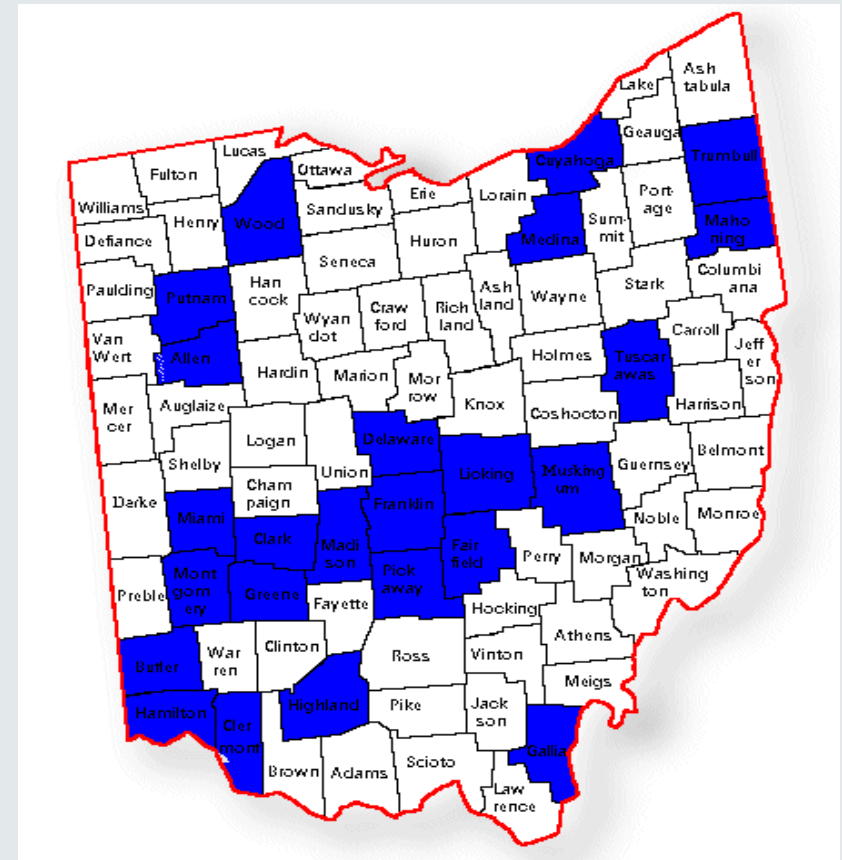 Ash
tabula
Lake
Geauga
Cuyahoga
Trumbull
Lucas
Fulton
Ottawa
Williams
Henry
Wood
Sandusky
Erie
Lorain
Medina
Sum-
mit
Port-
age
Maho
ning
Defiance
Huron
Seneca
Paulding
Putnam
Han
cock
Wyan
dot
Craw
ford
Rich
land
Ash
land
Wayne
Stark
Columbi
ana
Van
Wert
Allen
Hardin
Marion
Mor
row
Holmes
Tuscar
awas
Carroll
Jeff
er
son
Mer
cer
Auglaize
Knox
Coshocton
Harrison
Logan
Union
Delaware
Licking
Musking
um
Guernsey
Belmont
Shelby
Cham
paign
Darke
Miami
Clark
Madi
son
Franklin
Fair
field
Perry
Morgan
Noble
Monroe
Preble
Mont
gom
ery
Greene
Fayette
Pick
away
Hocking
Washing
ton
Athens
Butler
War
ren
Clinton
Ross
Vinton
Meigs
Hamilton
Cler
mont
Highland
Pike
Jack
son
Gallia
Brown
Adams
Scioto
Law
rence